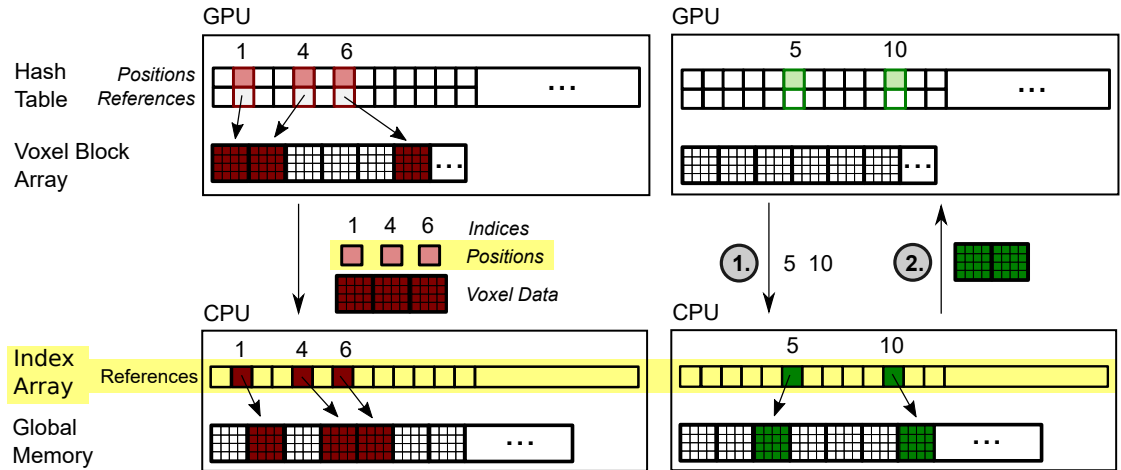 GPU GPU
1 4 6 5 10
Hash Positions
Table References ... ...
Voxel Block
Array ... ...
1 4 6 Indices
Positions 1. 5 10 2.
Voxel Data
CPU CPU
Index 1 4 6 5 10
Array References
Global
Memory ... ...